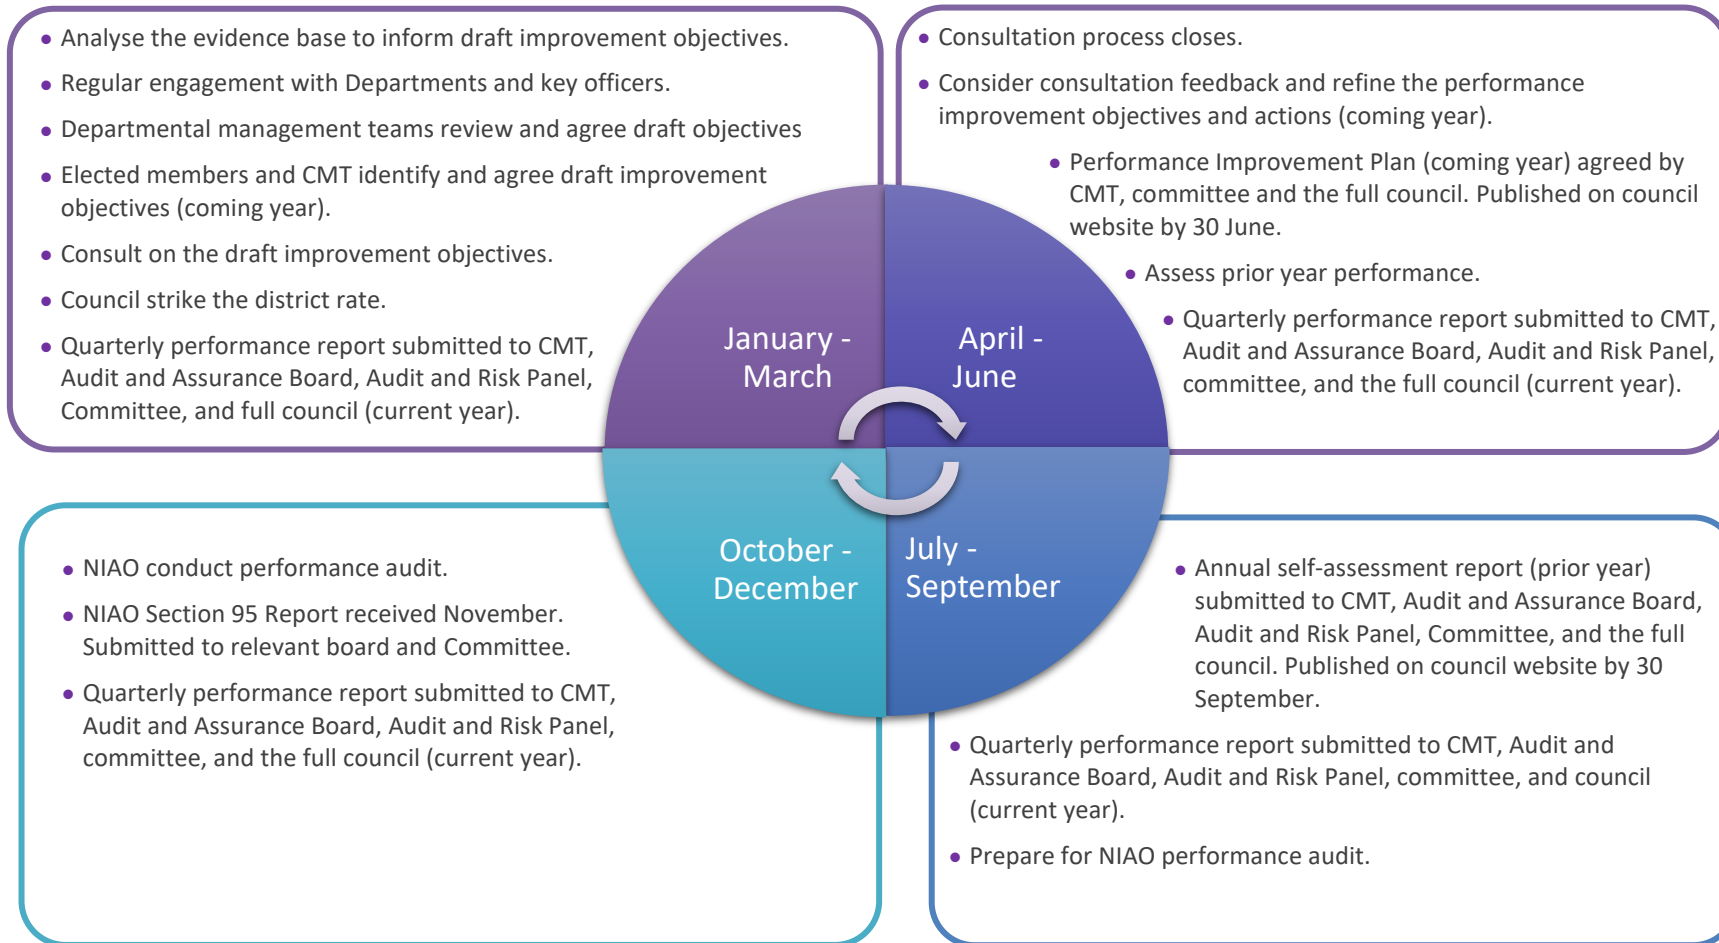 • Analyse the evidence base to inform draft improvement objectives.
• Regular engagement with Departments and key officers.
• Departmental management teams review and agree draft objectives
• Elected members and CMT identify and agree draft improvement
objectives (coming year).
• Consult on the draft improvement objectives.
• Council strike the district rate.
• Quarterly performance report submitted to CMT,
Audit and Assurance Board, Audit and Risk Panel,
Committee, and full council (current year).
• Consultation process closes.
• Consider consultation feedback and refine the performance
improvement objectives and actions (coming year).
• Performance Improvement Plan (coming year) agreed by
CMT, committee and the full council. Published on council
website by 30 June.
• Assess prior year performance.
• Quarterly performance report submitted to CMT,
Audit and Assurance Board, Audit and Risk Panel,
committee, and the full council (current year).
January -
March
April -
June
October -
December
July -
September
• NIAO conduct performance audit.
• NIAO Section 95 Report received November.
Submitted to relevant board and Committee.
• Quarterly performance report submitted to CMT,
Audit and Assurance Board, Audit and Risk Panel,
committee, and the full council (current year).
• Annual self-assessment report (prior year)
submitted to CMT, Audit and Assurance Board,
Audit and Risk Panel, Committee, and the full
council. Published on council website by 30
September.
• Quarterly performance report submitted to CMT, Audit and
Assurance Board, Audit and Risk Panel, committee, and council
(current year).
• Prepare for NIAO performance audit.